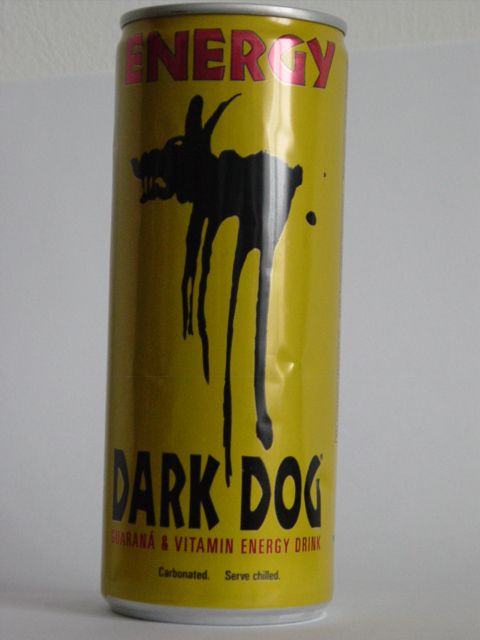 ENERGY
DARK DOG
GUARANÁ & VITAMIN ENERGY DRINK
Carbonated. Serve chilled.